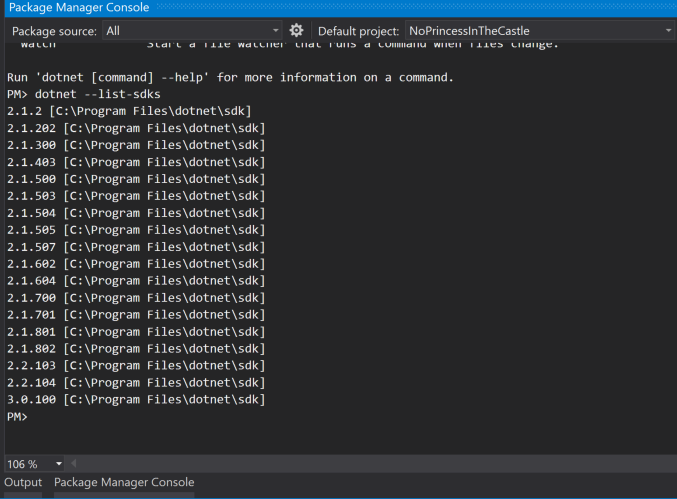 Package Manager Console
Package source: All Default project: NoPrincessInTheCastle
watch Start a file watcher that runs a command when files change.
Run 'dotnet [command] --help' for more information on a command.
PM> dotnet --list-sdks
2.1.2 [C:\Program Files\dotnet\sdk]
2.1.202 [C:\Program Files\dotnet\sdk]
2.1.300 [C:\Program Files\dotnet\sdk]
2.1.403 [C:\Program Files\dotnet\sdk]
2.1.500 [C:\Program Files\dotnet\sdk]
2.1.503 [C:\Program Files\dotnet\sdk]
2.1.504 [C:\Program Files\dotnet\sdk]
2.1.505 [C:\Program Files\dotnet\sdk]
2.1.507 [C:\Program Files\dotnet\sdk]
2.1.602 [C:\Program Files\dotnet\sdk]
2.1.604 [C:\Program Files\dotnet\sdk]
2.1.700 [C:\Program Files\dotnet\sdk]
2.1.701 [C:\Program Files\dotnet\sdk]
2.1.801 [C:\Program Files\dotnet\sdk]
2.1.802 [C:\Program Files\dotnet\sdk]
2.2.103 [C:\Program Files\dotnet\sdk]
2.2.104 [C:\Program Files\dotnet\sdk]
3.0.100 [C:\Program Files\dotnet\sdk]
PM>
106 %
Output Package Manager Console